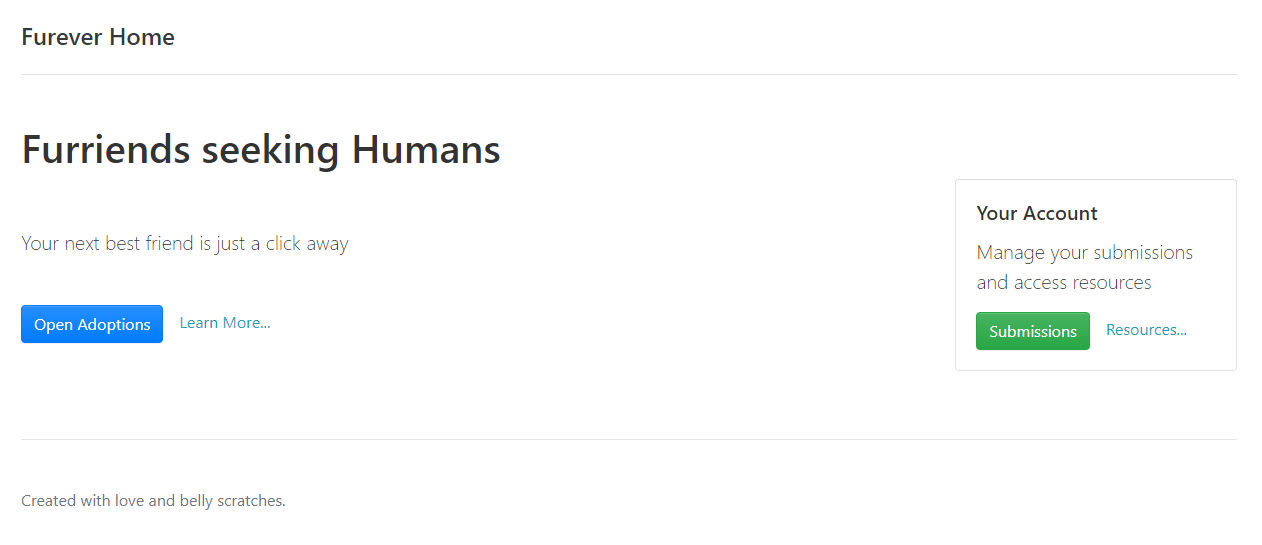 Furever Home
Furriends seeking Humans
Your next best friend is just a click away
Open Adoptions
Learn More...
Your Account
Manage your submissions
and access resources
Submissions
Resources...
Created with love and belly scratches.